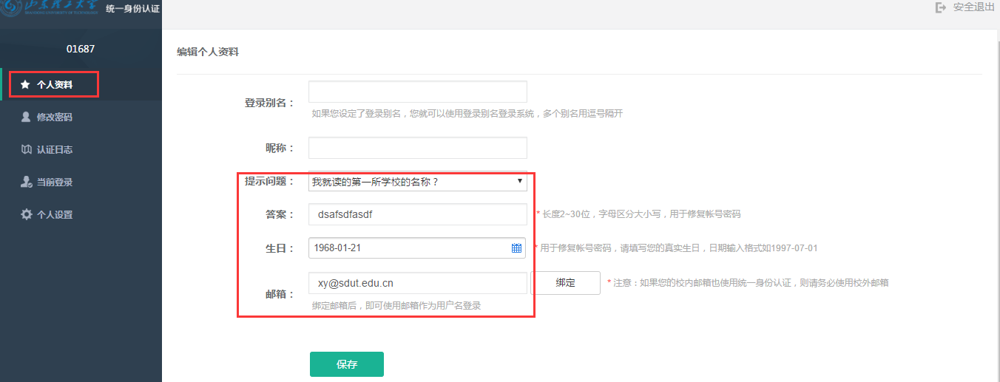 山东理工大学 统一身份认证
安全退出
01687
个人资料
修改密码
认证日志
当前登录
个人设置
编辑个人资料
登录别名：
如果您设定了登录别名，您就可以使用登录别名登录系统，多个别名用逗号隔开
昵称：
提示问题： 我就读的第一所学校的名称？
答案： dsafsdfasdf * 长度2~30位，字母区分大小写，用于修复帐号密码
生日： 1968-01-21 * 用于修复帐号密码，请填写您的真实生日，日期输入格式如1997-07-01
邮箱： xy@sdut.edu.cn 绑定 * 注意：如果您的校内邮箱也使用统一身份认证，则请务必使用校外邮箱
绑定邮箱后，即可使用邮箱作为用户名登录
保存